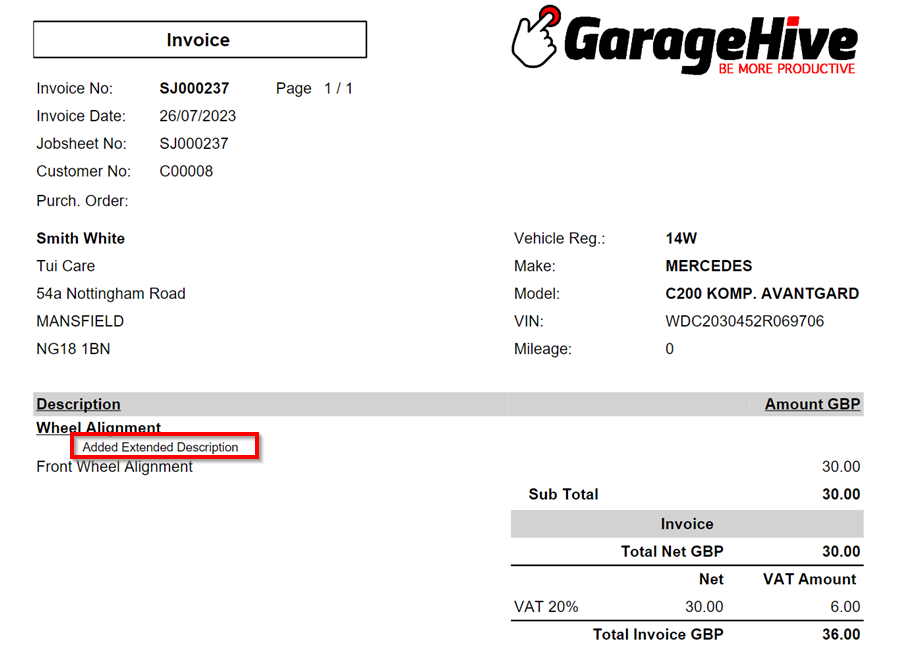 Invoice
GarageHive
BE MORE PRODUCTIVE
Invoice No: SJ000237 Page 1 / 1
Invoice Date: 26/07/2023
Jobsheet No: SJ000237
Customer No: C00008
Purch. Order:
Smith White
Tui Care
54a Nottingham Road
MANSFIELD
NG18 1BN
Vehicle Reg.: 14W
Make: MERCEDES
Model: C200 KOMP. AVANTGARD
VIN: WDC2030452R069706
Mileage: 0
Description Amount GBP
Wheel Alignment
Added Extended Description
Front Wheel Alignment 30.00
Sub Total 30.00
Invoice
Total Net GBP 30.00
Net VAT Amount
VAT 20% 30.00 6.00
Total Invoice GBP 36.00